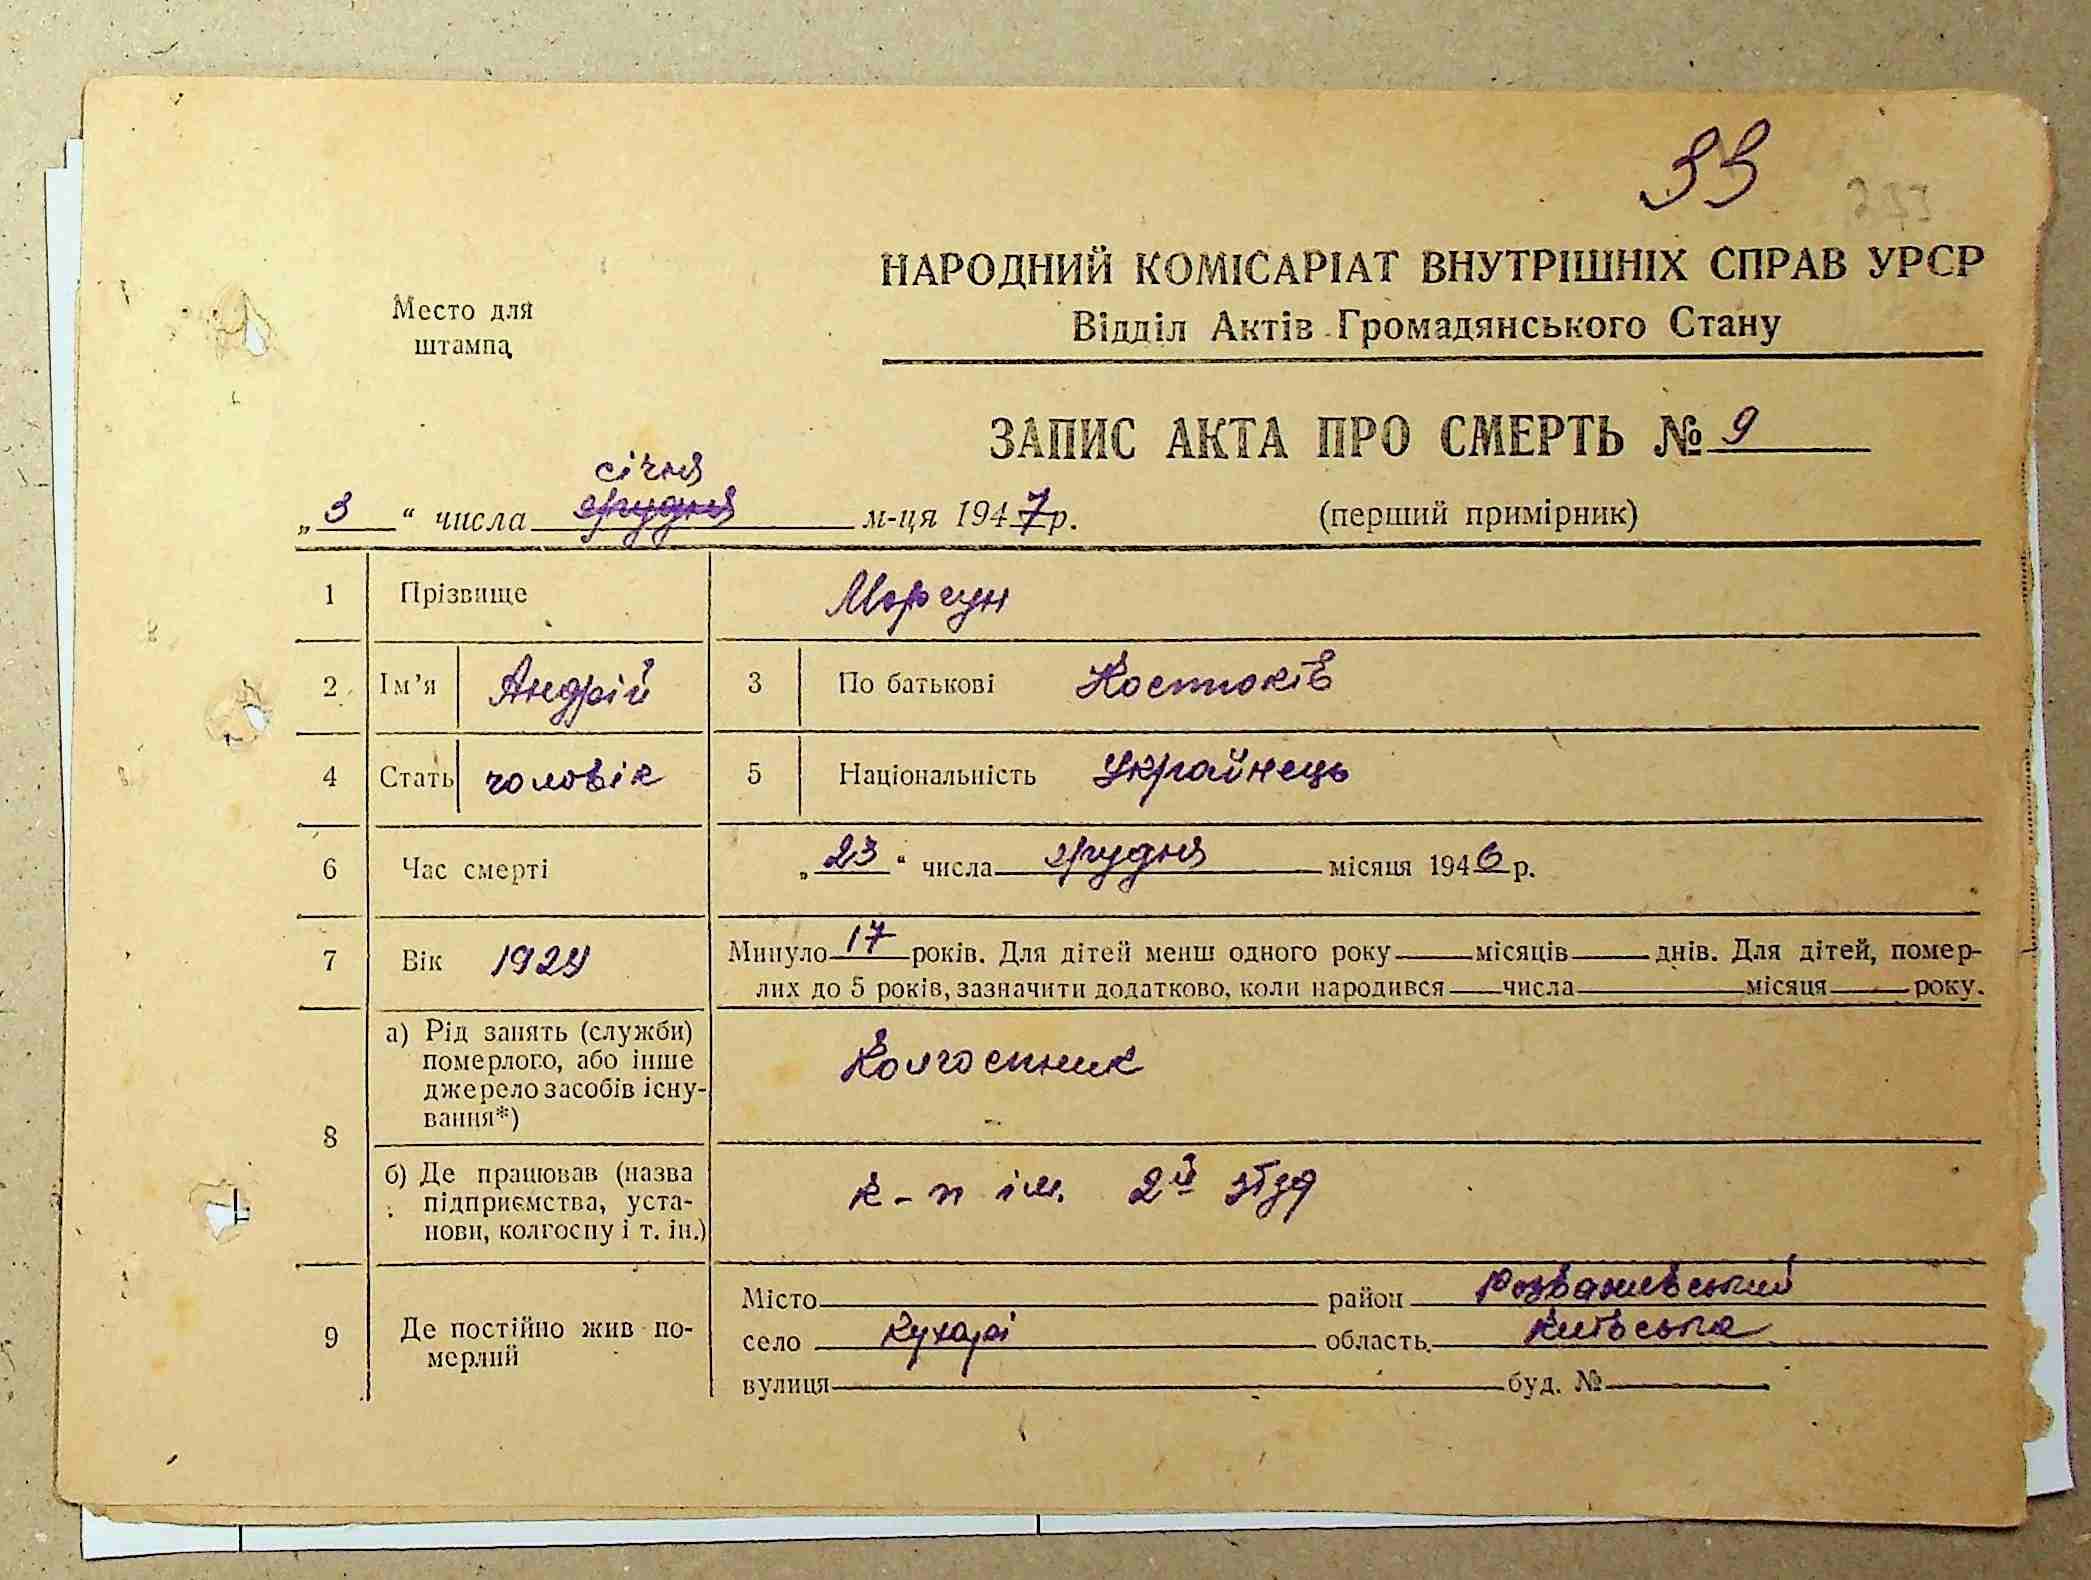 33
НАРОДНИЙ КОМІСАРІАТ ВНУТРІШНІХ СПРАВ УРСР
Відділ Актів Громадянського Стану
Место для
штампа
ЗАПИС АКТА ПРО СМЕРТЬ № 9
січня
„3“ числа грудня м-ця 1947 р. (перший примірник)
1 Прізвище Моргун
2 Ім'я Андрій 3 По батькові Костюків
4 Стать чоловік 5 Національність Украйнець
6 Час смерті „23“ числа грудня місяця 1946 р.
7 Вік 1929 Минуло 17 років. Для дітей менш одного року місяців днів. Для дітей, помер-
лих до 5 років, зазначити додатково, коли народився числа місяця року.
8 а) Рід занять (служби)
померлого, або інше
джерело засобів існу-
вання*)
Колгоспник
б) Де працював (назва
підприємства, уста-
нови, колгоспу і т. ін.)
к-п ім. 2й зїзд
9 Де постійно жив по-
мерлий
Місто район Розважевський
село Кухарі область Київська
вулиця буд. №